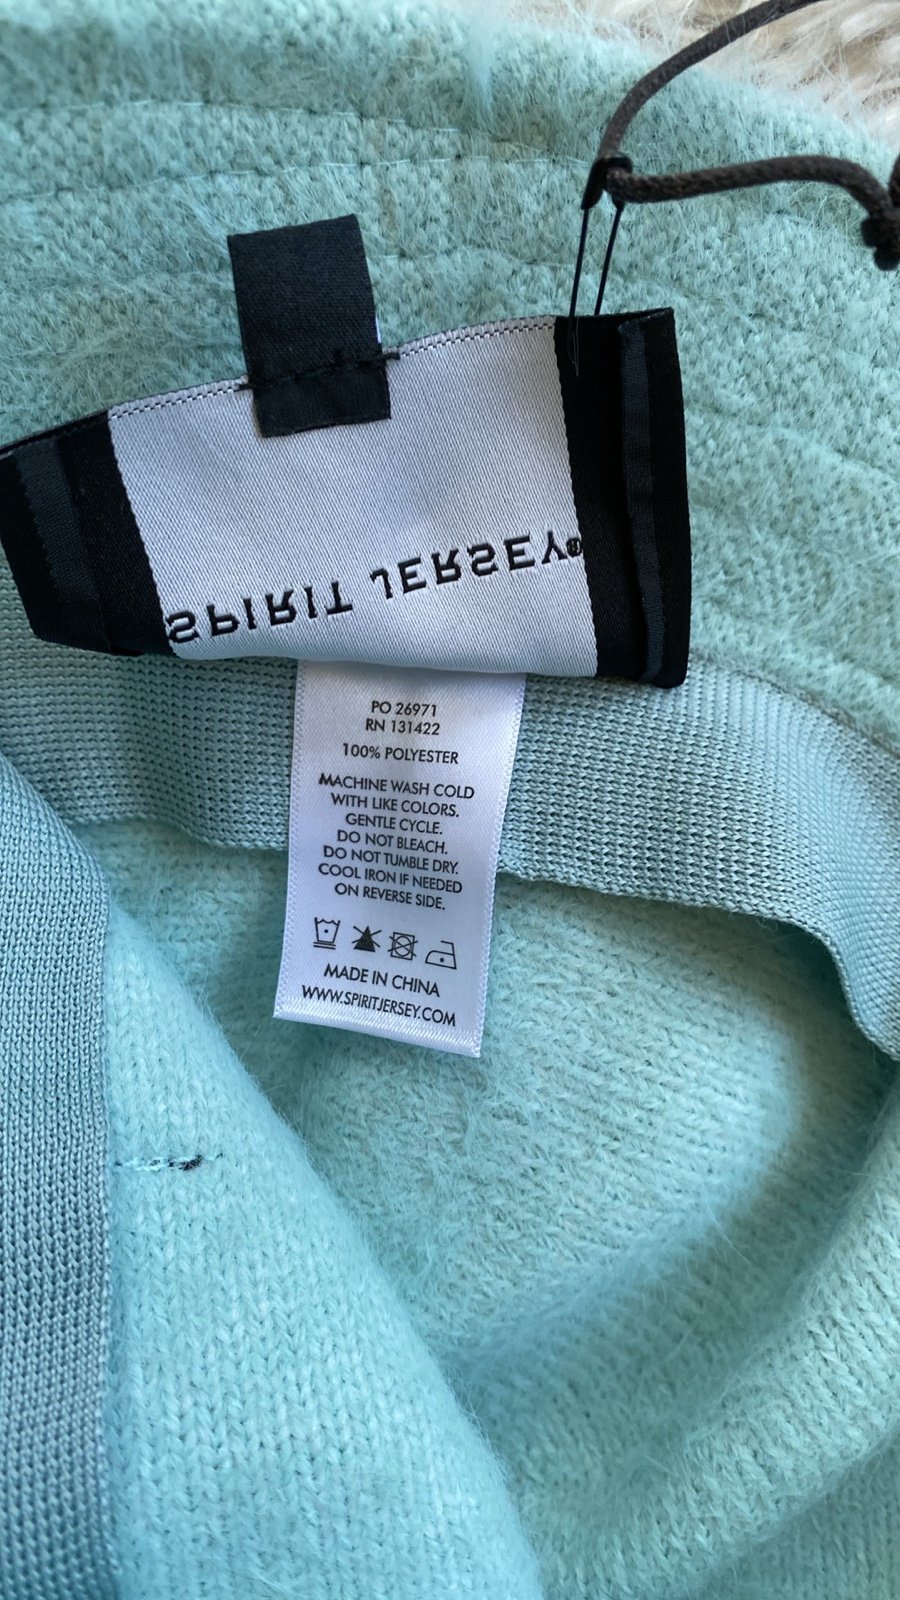 SPIRIT JERSEY®
PO 26971
RN 131422
100% POLYESTER
MACHINE WASH COLD
WITH LIKE COLORS.
GENTLE CYCLE.
DO NOT BLEACH.
DO NOT TUMBLE DRY.
COOL IRON IF NEEDED
ON REVERSE SIDE.
MADE IN CHINA
WWW.SPIRITJERSEY.COM